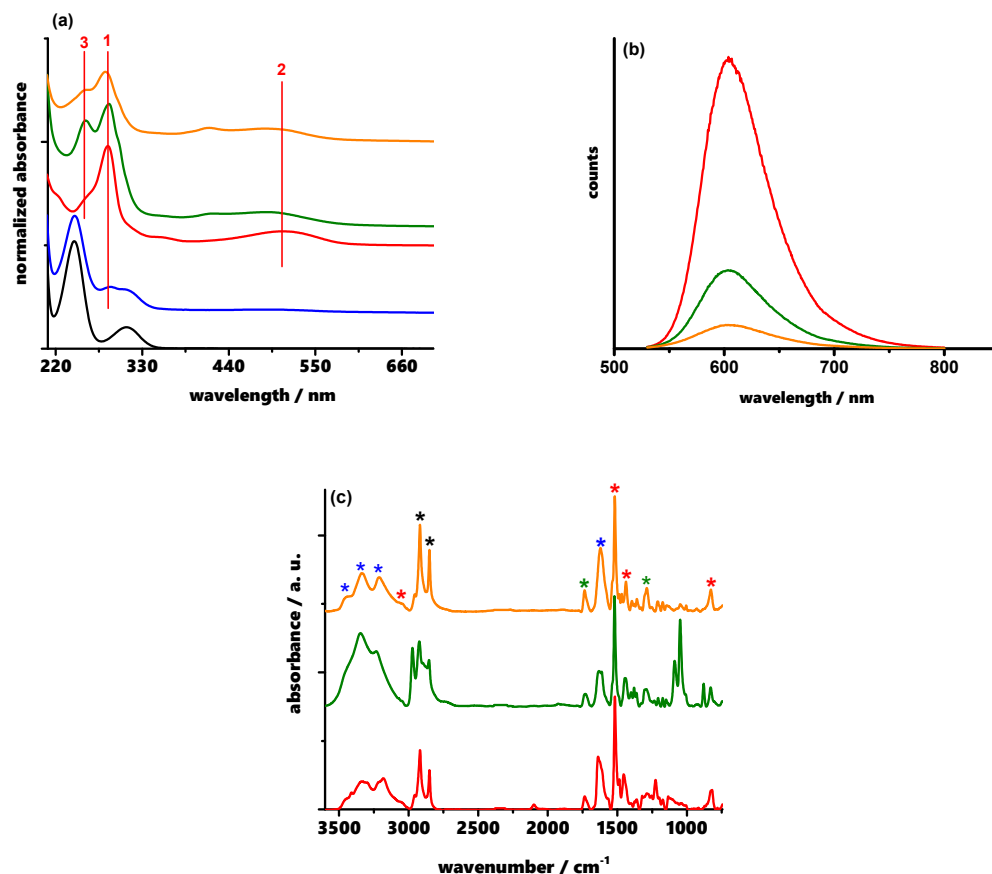 (a)
3 1
2
normalized absorbance
220 330 440 550 660
wavelength / nm
(b)
counts
500 600 700 800
wavelength / nm
(c)
* * * * * * * * * * * *
absorbance / a. u.
3500 3000 2500 2000 1500 1000
wavenumber / cm⁻¹